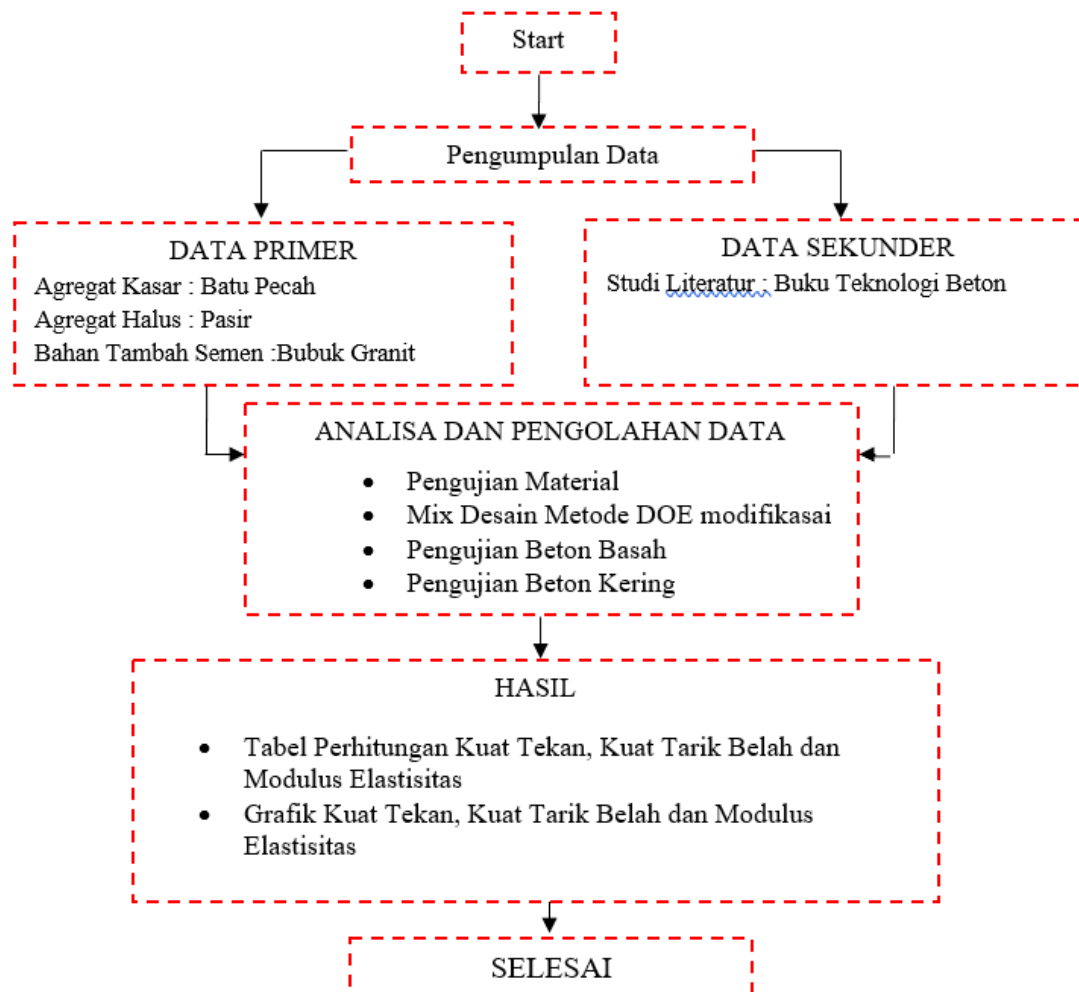 Start
Pengumpulan Data
DATA PRIMER
Agregat Kasar : Batu Pecah
Agregat Halus : Pasir
Bahan Tambah Semen :Bubuk Granit
DATA SEKUNDER
Studi Literatur : Buku Teknologi Beton
ANALISA DAN PENGOLAHAN DATA
• Pengujian Material
• Mix Desain Metode DOE modifikasai
• Pengujian Beton Basah
• Pengujian Beton Kering
HASIL
• Tabel Perhitungan Kuat Tekan, Kuat Tarik Belah dan
Modulus Elastisitas
• Grafik Kuat Tekan, Kuat Tarik Belah dan Modulus
Elastisitas
SELESAI